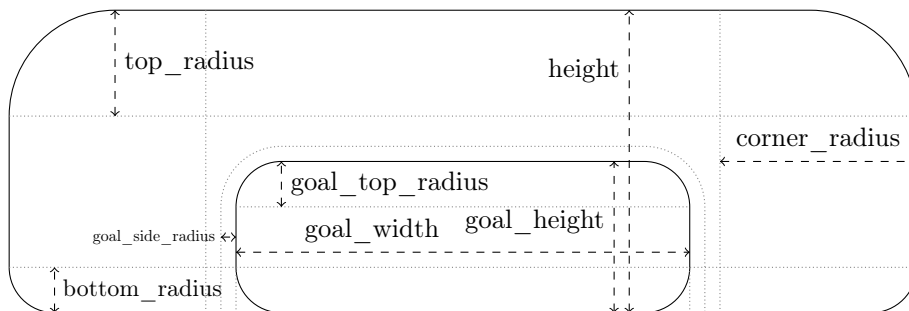 top_radius
height
corner_radius
goal_top_radius
goal_height
goal_width
goal_side_radius
bottom_radius